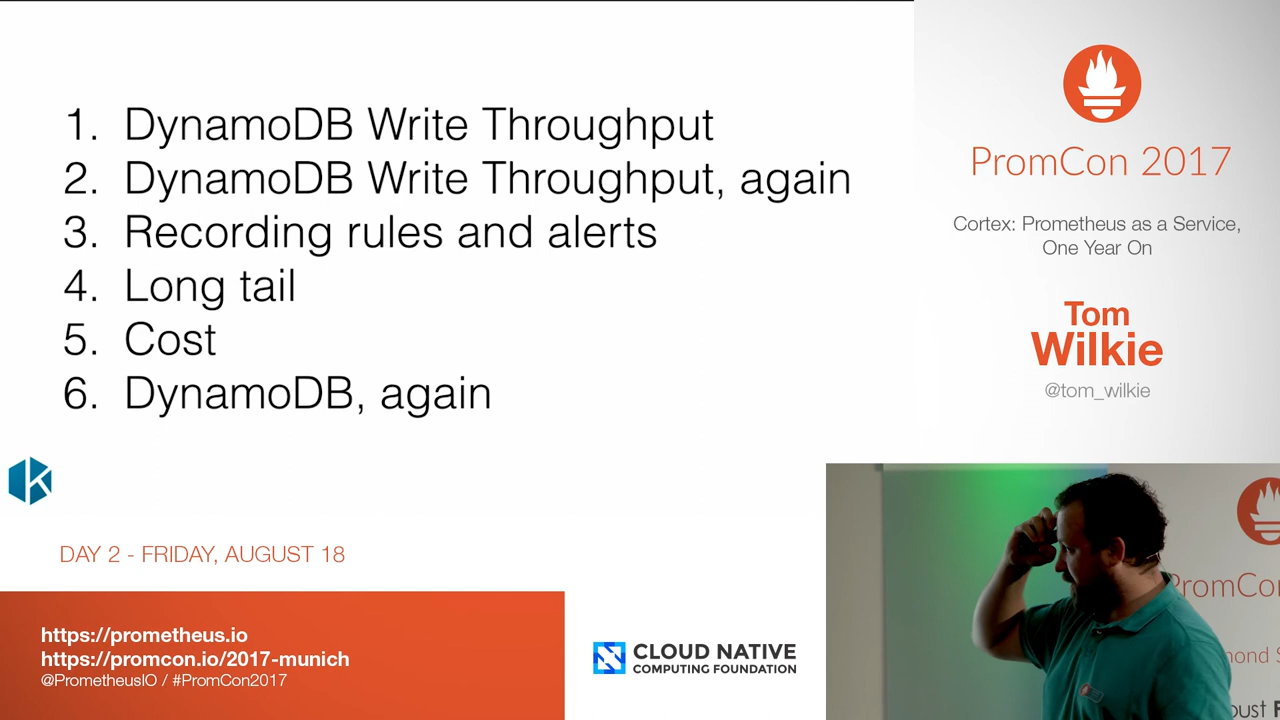 1. DynamoDB Write Throughput
2. DynamoDB Write Throughput, again
3. Recording rules and alerts
4. Long tail
5. Cost
6. DynamoDB, again
DAY 2 - FRIDAY, AUGUST 18
https://prometheus.io
https://promcon.io/2017-munich
@PrometheusIO / #PromCon2017
CLOUD NATIVE
COMPUTING FOUNDATION
PromCon 2017
Cortex: Prometheus as a Service,
One Year On
Tom
Wilkie
@tom_wilkie
PromCon